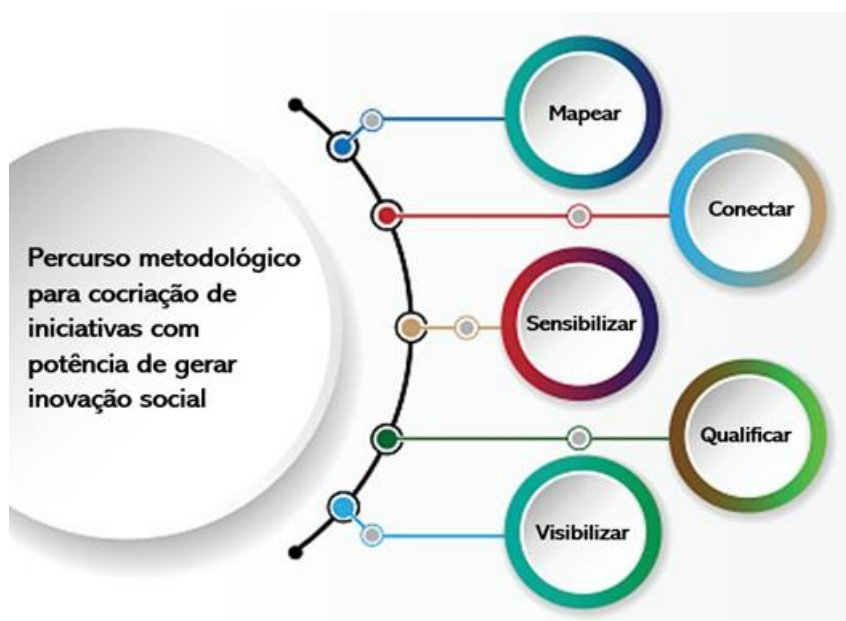 Percurso metodológico
para cocriação de
iniciativas com
potência de gerar
inovação social
Mapear
Conectar
Sensibilizar
Qualificar
Visibilizar